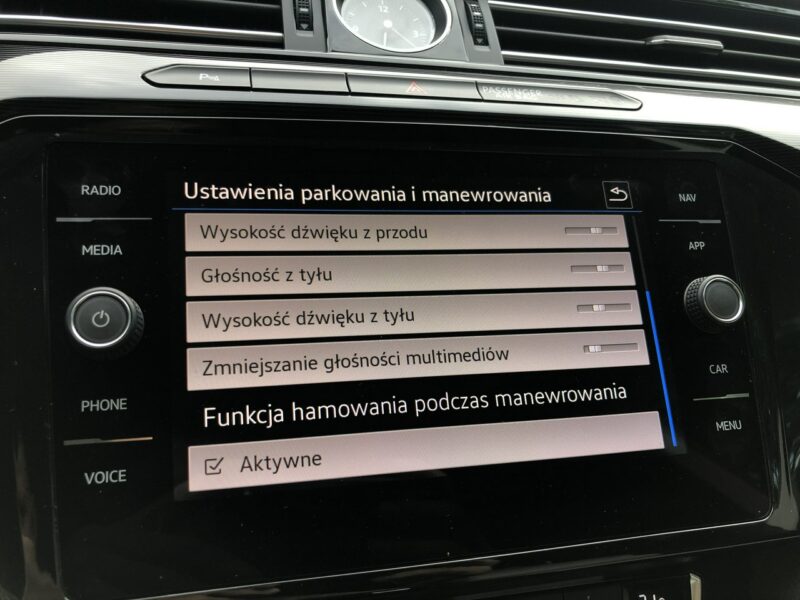 12
P
PASSENGER
RADIO
MEDIA
PHONE
VOICE
Ustawienia parkowania i manewrowania
Wysokość dźwięku z przodu
Głośność z tyłu
Wysokość dźwięku z tyłu
Zmniejszanie głośności multimediów
Funkcja hamowania podczas manewrowania
Aktywne
NAV
APP
CAR
MENU